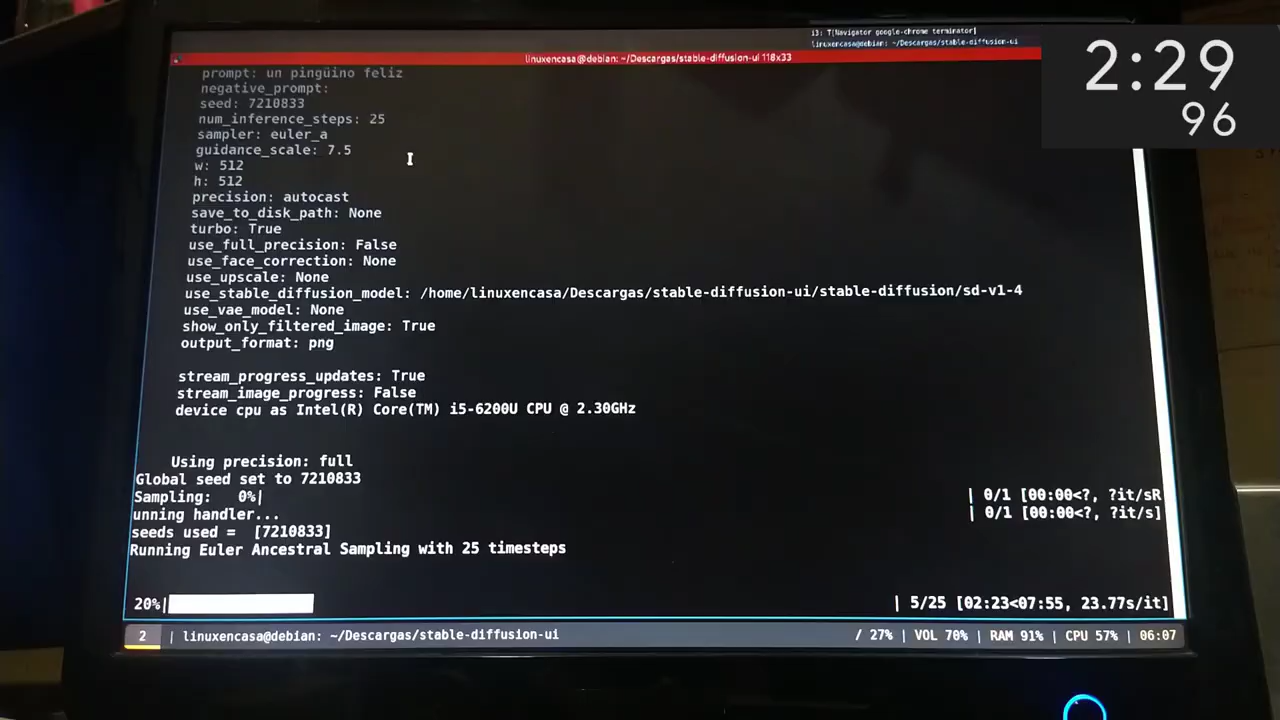 i3: T[Navigator google-chrome terminator]
linuxencasa@debian: ~/Descargas/stable-diffusion-ui
linuxencasa@debian: ~/Descargas/stable-diffusion-ui 118x33
2:29
96
prompt: un pingüino feliz
negative_prompt:
seed: 7210833
num_inference_steps: 25
sampler: euler_a
guidance_scale: 7.5
w: 512
h: 512
precision: autocast
save_to_disk_path: None
turbo: True
use_full_precision: False
use_face_correction: None
use_upscale: None
use_stable_diffusion_model: /home/linuxencasa/Descargas/stable-diffusion-ui/stable-diffusion/sd-v1-4
use_vae_model: None
show_only_filtered_image: True
output_format: png
stream_progress_updates: True
stream_image_progress: False
device cpu as Intel(R) Core(TM) i5-6200U CPU @ 2.30GHz
Using precision: full
Global seed set to 7210833
Sampling:   0%| | 0/1 [00:00<?, ?it/sR
unning handler... | 0/1 [00:00<?, ?it/s]
seeds used =  [7210833]
Running Euler Ancestral Sampling with 25 timesteps
20%| | 5/25 [02:23<07:55, 23.77s/it]
2 | linuxencasa@debian: ~/Descargas/stable-diffusion-ui / 27% | VOL 70% | RAM 91% | CPU 57% | 06:07